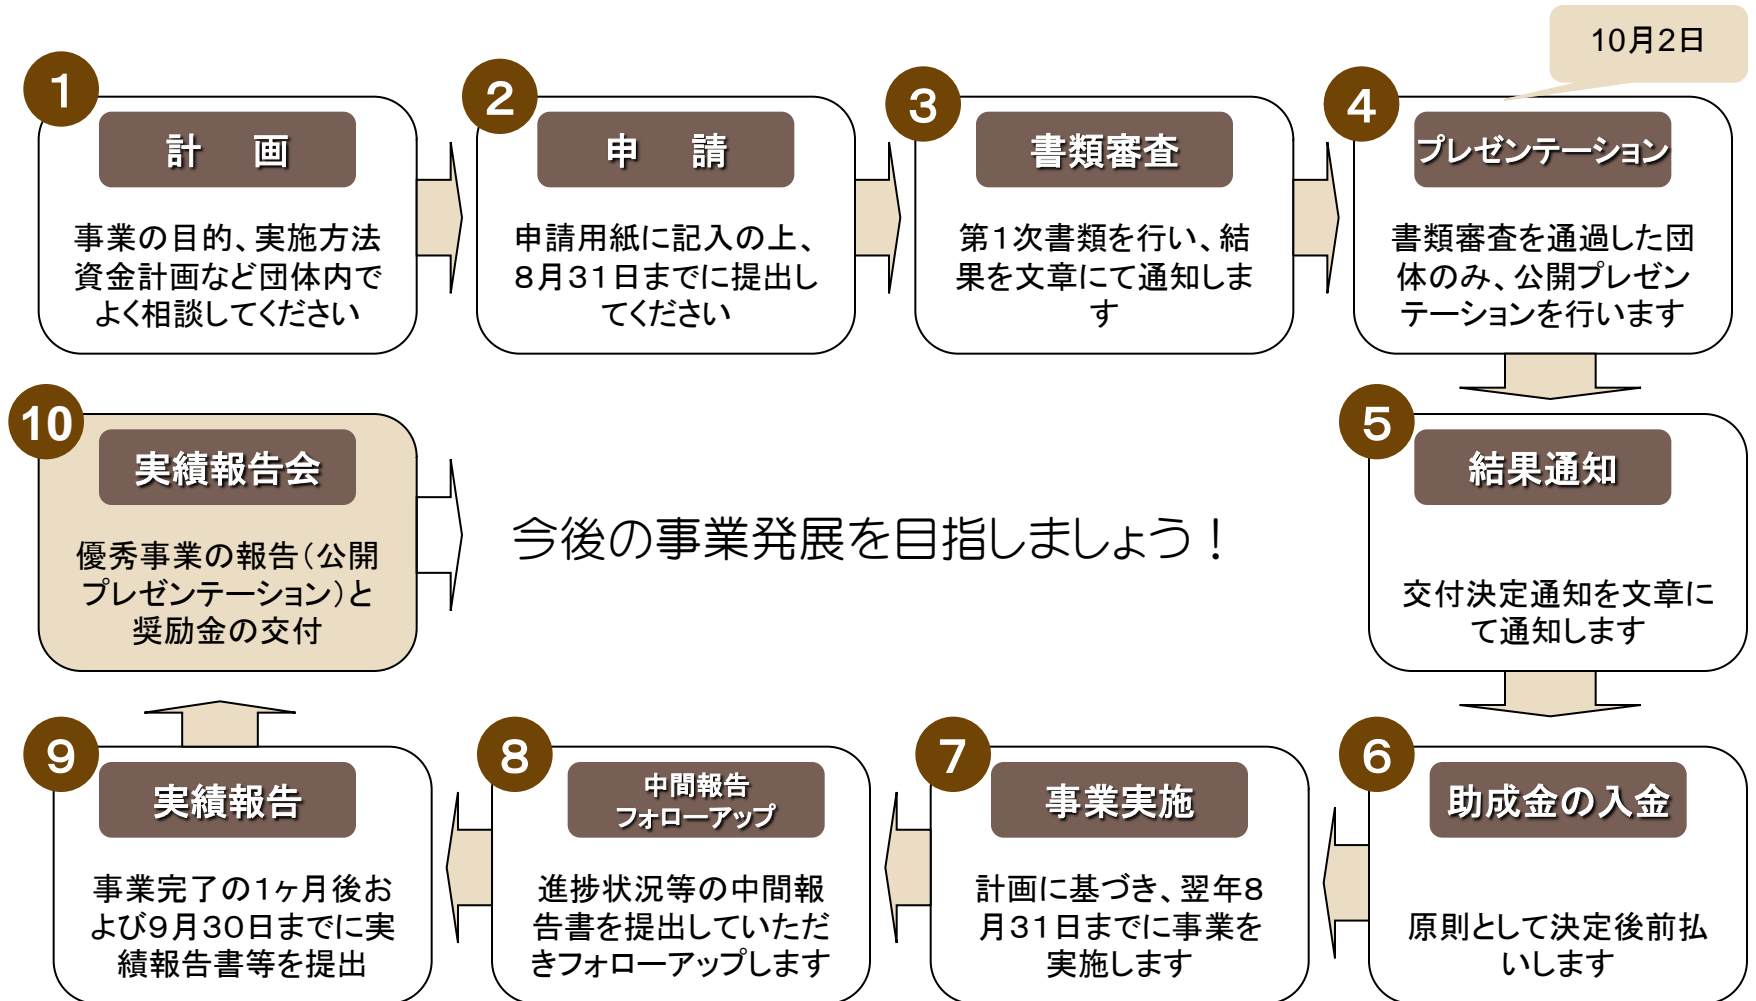 10月2日
1
計　画
事業の目的、実施方法
資金計画など団体内で
よく相談してください
2
申　請
申請用紙に記入の上、
８月３１日までに提出し
てください
3
書類審査
第１次書類を行い、結
果を文章にて通知しま
す
4
プレゼンテーション
書類審査を通過した団
体のみ、公開プレゼン
テーションを行います
5
結果通知
交付決定通知を文章に
て通知します
6
助成金の入金
原則として決定後前払
いします
7
事業実施
計画に基づき、翌年８
月３１日までに事業を
実施します
8
中間報告
フォローアップ
進捗状況等の中間報
告書を提出していただ
きフォローアップします
9
実績報告
事業完了の１ヶ月後お
よび９月３０日までに実
績報告書等を提出
10
実績報告会
優秀事業の報告（公開
プレゼンテーション）と
奨励金の交付
今後の事業発展を目指しましょう！